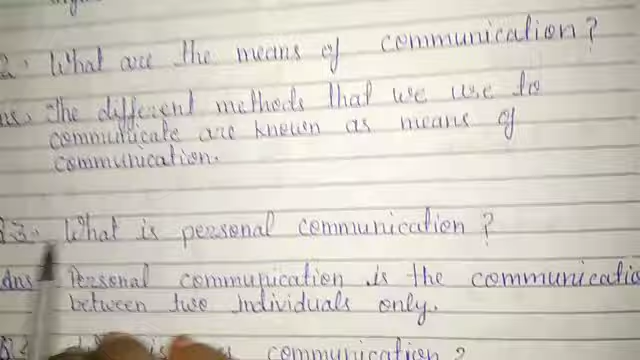 2. What are the means of communication?
Ans. The different methods that we use to
communicate are known as means of
communication.
Q3. What is personal communication?
Ans Personal communication is the communicatio
between two individuals only.
communication?